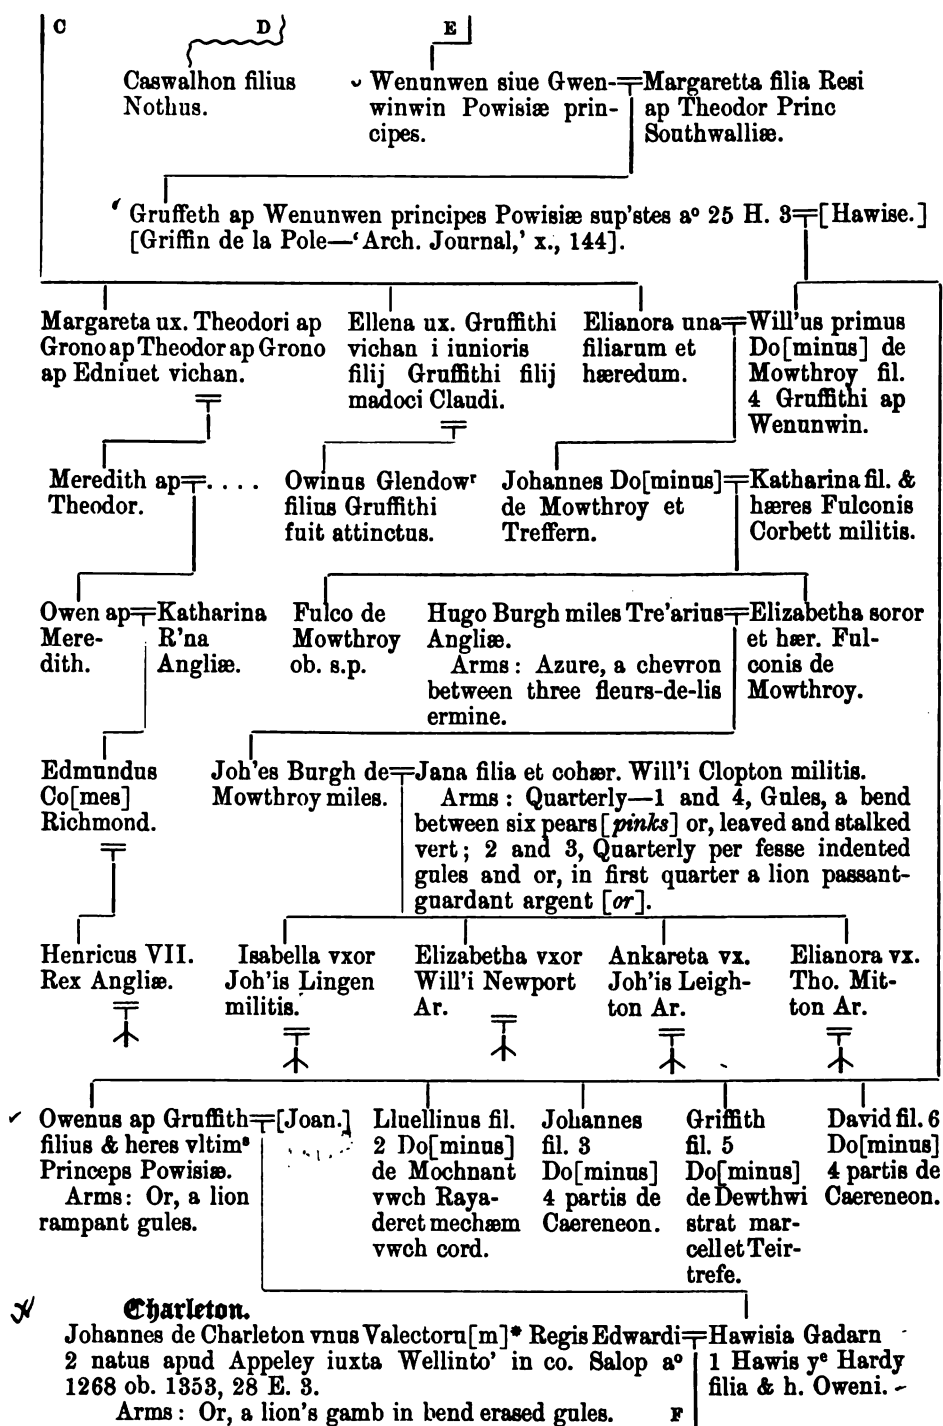 C D E
Caswalhon filius
Nothus.
Wenunwen siue Gwen-
winwin Powisiæ prin-
cipes.
Margaretta filia Resi
ap Theodor Princ
Southwalliæ.
Gruffeth ap Wenunwen principes Powisiæ sup'stes aº 25 H. 3
[Griffin de la Pole—‘Arch. Journal,’ x., 144].
[Hawise.]
Margareta ux. Theodori ap
Grono ap Theodor ap Grono
ap Edniuet vichan.
Ellena ux. Gruffithi
vichan i iunioris
filij Gruffithi filij
madoci Claudi.
Elianora una
filiarum et
hæredum.
Will'us primus
Do[minus] de
Mowthroy fil.
4 Gruffithi ap
Wenunwin.
Meredith ap
Theodor.
. . . .
Owinus Glendowʳ
filius Gruffithi
fuit attinctus.
Johannes Do[minus]
de Mowthroy et
Treffern.
Katharina fil. &
hæres Fulconis
Corbett militis.
Owen ap
Mere-
dith.
Katharina
R'na
Angliæ.
Fulco de
Mowthroy
ob. s.p.
Hugo Burgh miles Tre'arius
Angliæ.
Arms: Azure, a chevron
between three fleurs-de-lis
ermine.
Elizabetha soror
et hær. Ful-
conis de
Mowthroy.
Edmundus
Co[mes]
Richmond.
Joh'es Burgh de
Mowthroy miles.
Jana filia et cohær. Will'i Clopton militis.
Arms: Quarterly—1 and 4, Gules, a bend
between six pears [pinks] or, leaved and stalked
vert; 2 and 3, Quarterly per fesse indented
gules and or, in first quarter a lion passant-
guardant argent [or].
Henricus VII.
Rex Angliæ.
Isabella vxor
Joh'is Lingen
militis.
Elizabetha vxor
Will'i Newport
Ar.
Ankareta vx.
Joh'is Leigh-
ton Ar.
Elianora vx.
Tho. Mit-
ton Ar.
Owenus ap Gruffith
filius & heres vltimˢ
Princeps Powisiæ.
Arms: Or, a lion
rampant gules.
[Joan.]
Lluellinus fil.
2 Do[minus]
de Mochnant
vwch Raya-
deret mechæm
vwch cord.
Johannes
fil. 3
Do[minus]
4 partis de
Caereneon.
Griffith
fil. 5
Do[minus]
de Dewthwi
strat mar-
cell et Teir-
trefe.
David fil. 6
Do[minus]
4 partis de
Caereneon.
Charleton.
Johannes de Charleton vnus Valectoru[m]* Regis Edwardi
2 natus apud Appeley iuxta Wellinto' in co. Salop aº
1268 ob. 1353, 28 E. 3.
Arms: Or, a lion's gamb in bend erased gules.
F
Hawisia Gadarn
1 Hawis yᵉ Hardy
filia & h. Oweni.